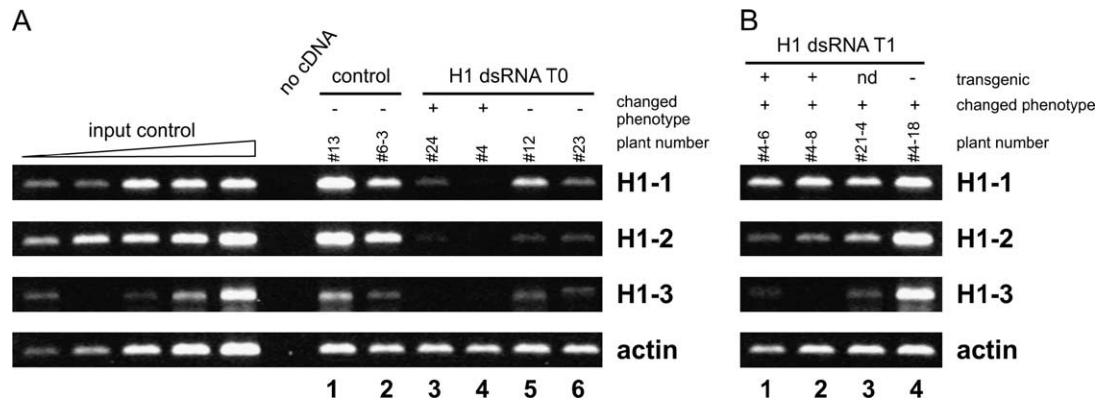 A
no cDNA
control
H1 dsRNA T0
- - + + - -
changed phenotype
input control
#13 #6-3 #24 #4 #12 #23
plant number
H1-1
H1-2
H1-3
actin
1 2 3 4 5 6
B
H1 dsRNA T1
+ + nd -
transgenic
+ + + +
changed phenotype
#4-6 #4-8 #21-4 #4-18
plant number
H1-1
H1-2
H1-3
actin
1 2 3 4